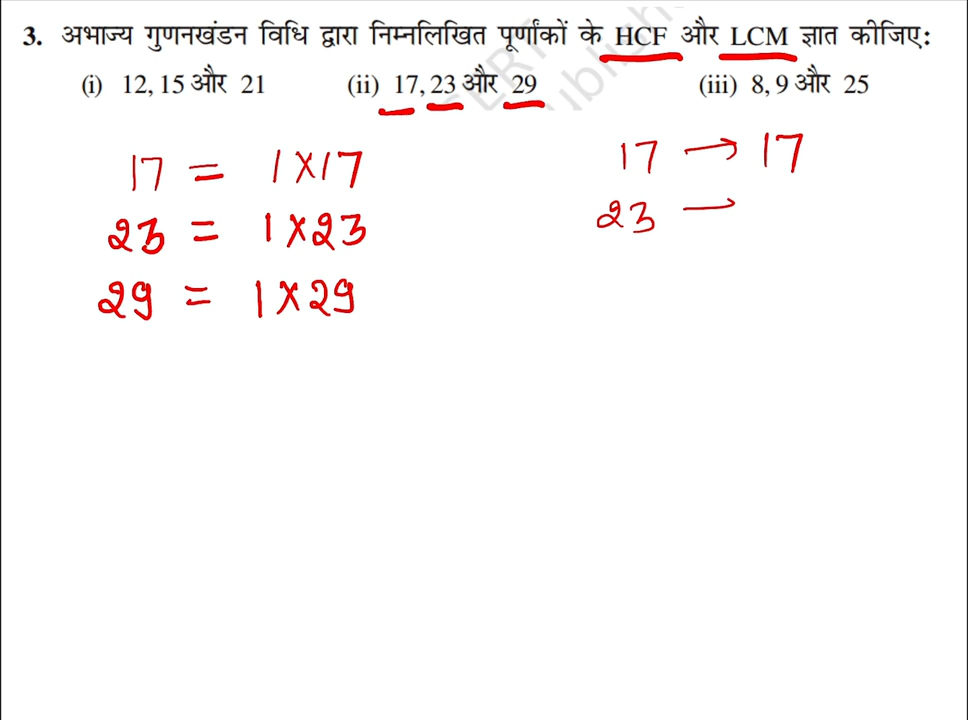 3. अभाज्य गुणनखंडन विधि द्वारा निम्नलिखित पूर्णांकों के HCF और LCM ज्ञात कीजिए:
(i) 12, 15 और 21 (ii) 17, 23 और 29 (iii) 8, 9 और 25
17 = 1×17
23 = 1×23
29 = 1×29
17 → 17
23 →